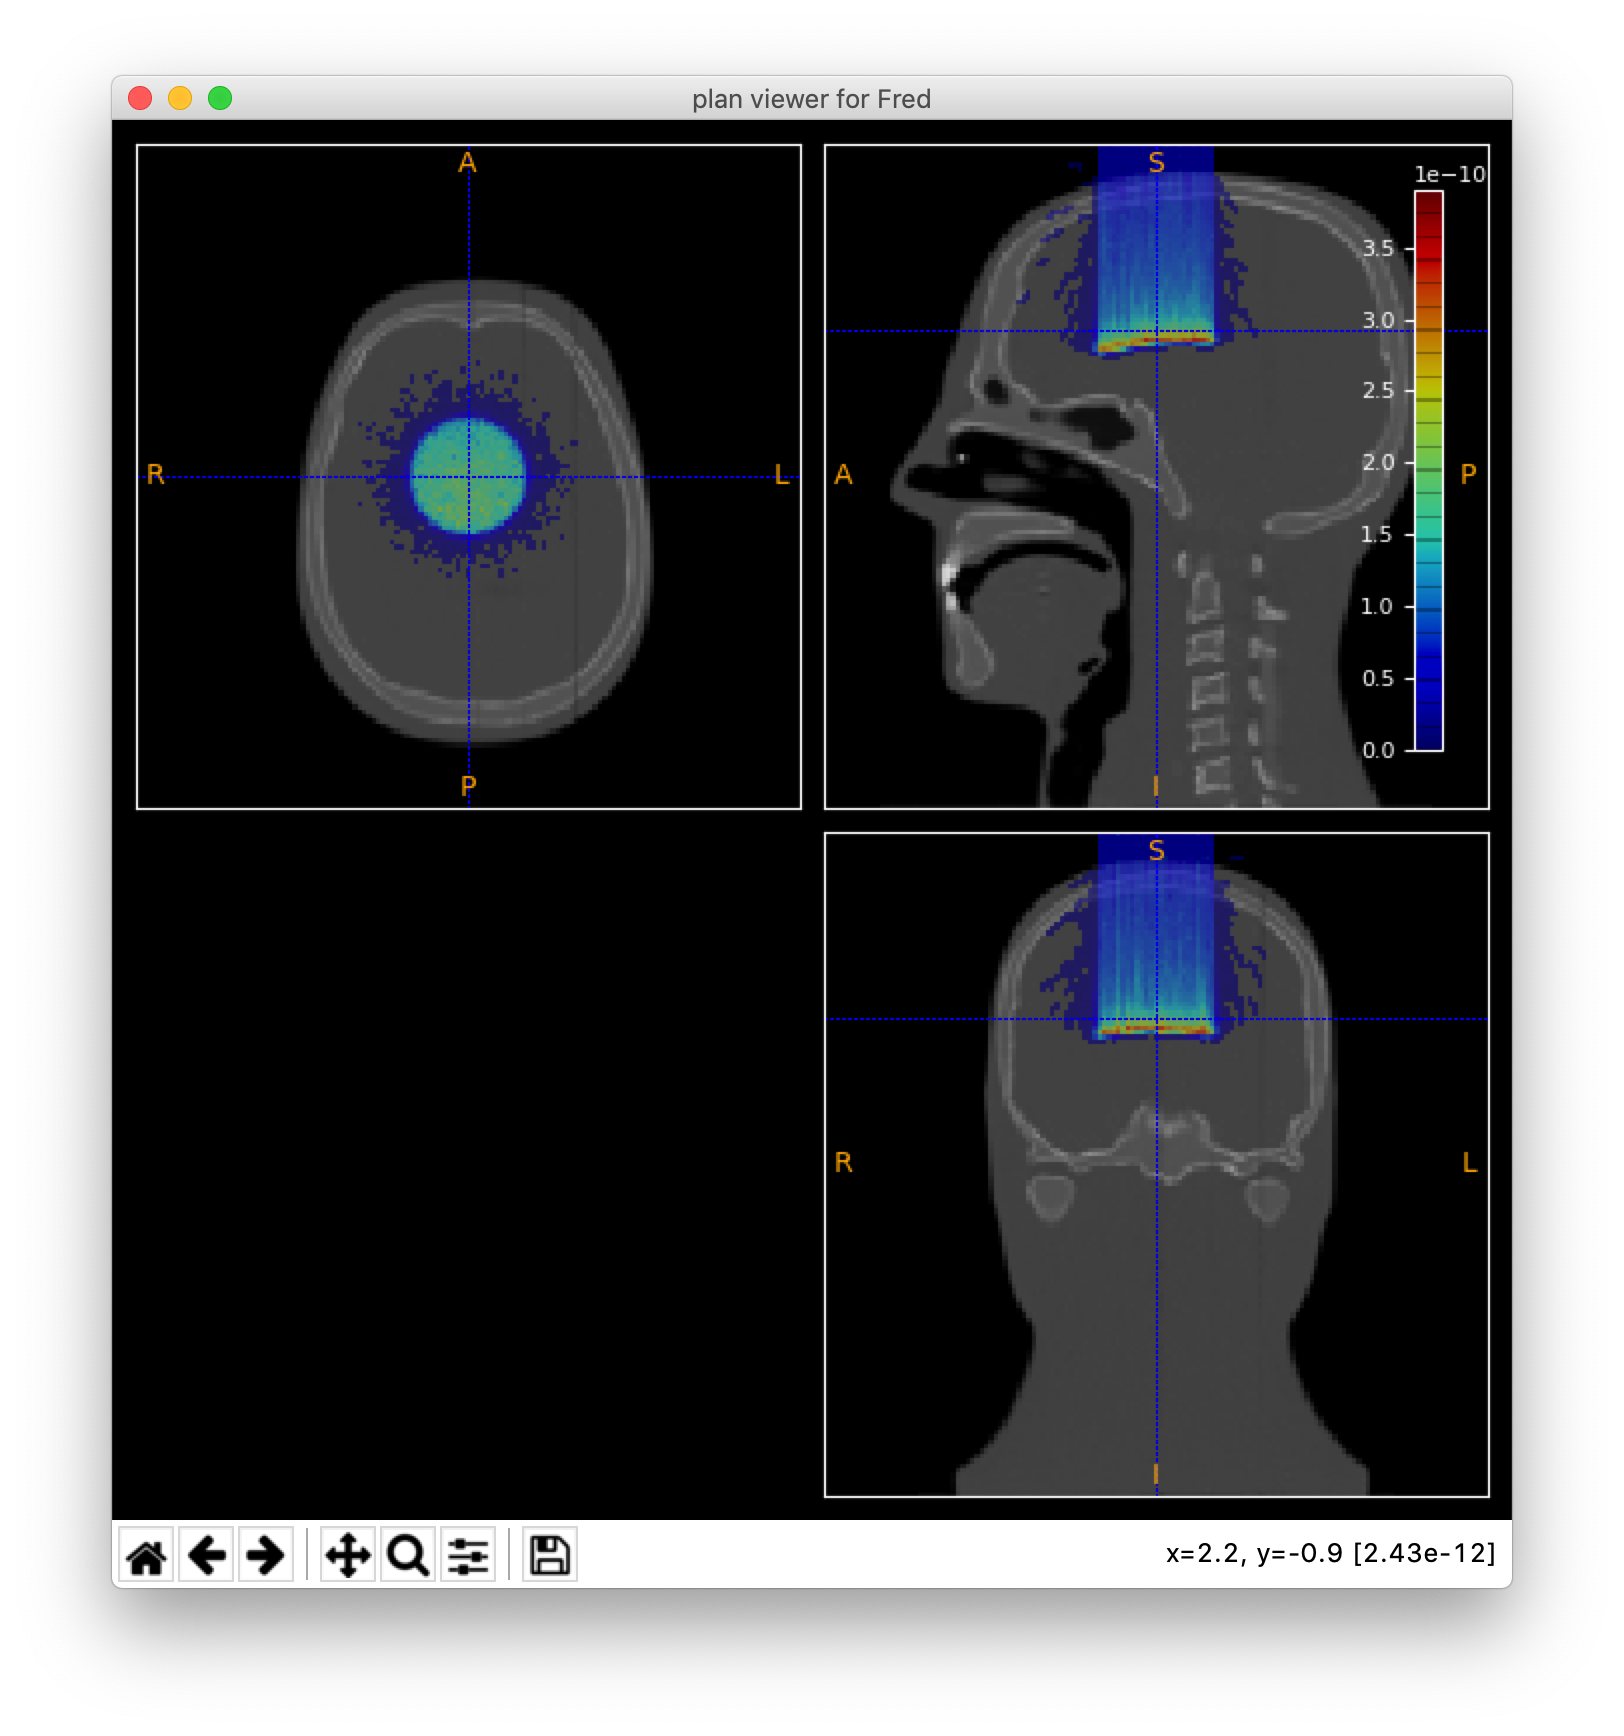 plan viewer for Fred
A
R
L
P
S
1e−10
3.5
3.0
2.5
A
2.0
P
1.5
1.0
0.5
0.0
I
S
R
L
I
x=2.2, y=-0.9 [2.43e-12]